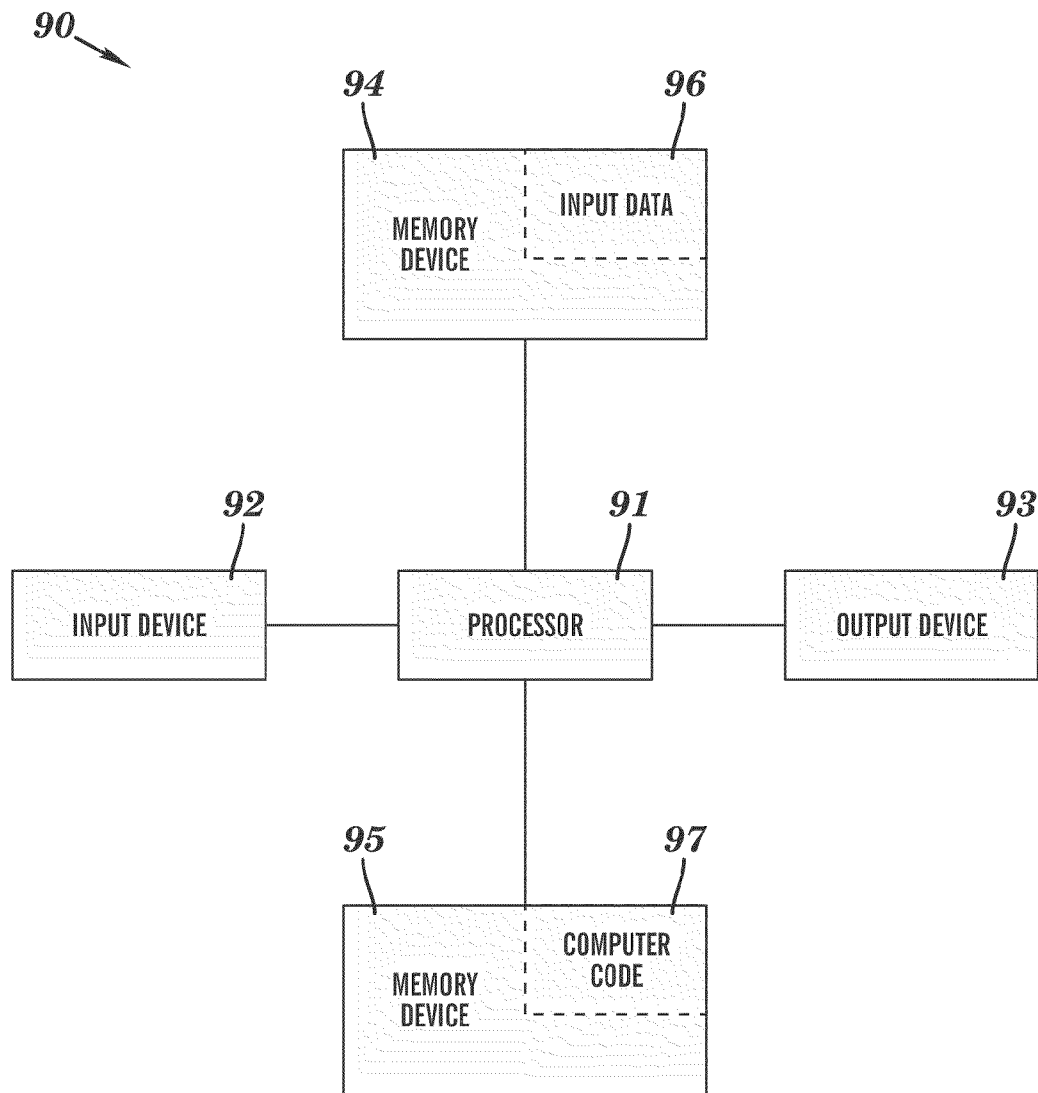 90
94
96
INPUT DATA
MEMORY
DEVICE
92
91
93
INPUT DEVICE
PROCESSOR
OUTPUT DEVICE
95
97
COMPUTER
CODE
MEMORY
DEVICE